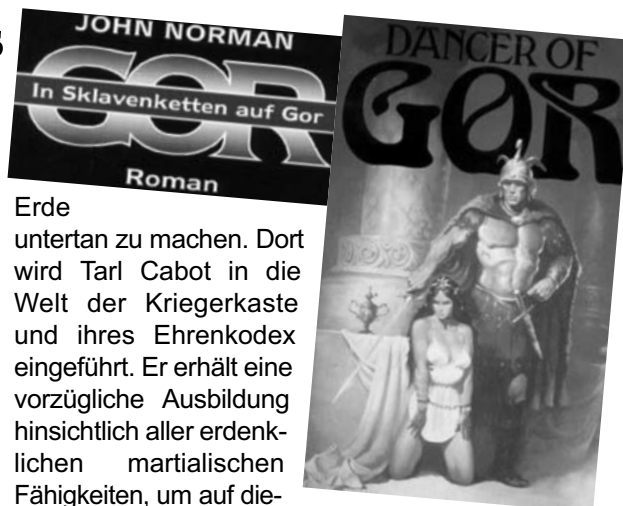 JOHN NORMAN
GOR
In Sklavenketten auf Gor
Roman
DANCER OF
GOR
Erde
untertan zu machen. Dort
wird Tarl Cabot in die
Welt der Kriegerkaste
und ihres Ehrenkodex
eingeführt. Er erhält eine
vorzügliche Ausbildung
hinsichtlich aller erdenk-
lichen martialischen
Fähigkeiten, um auf die-